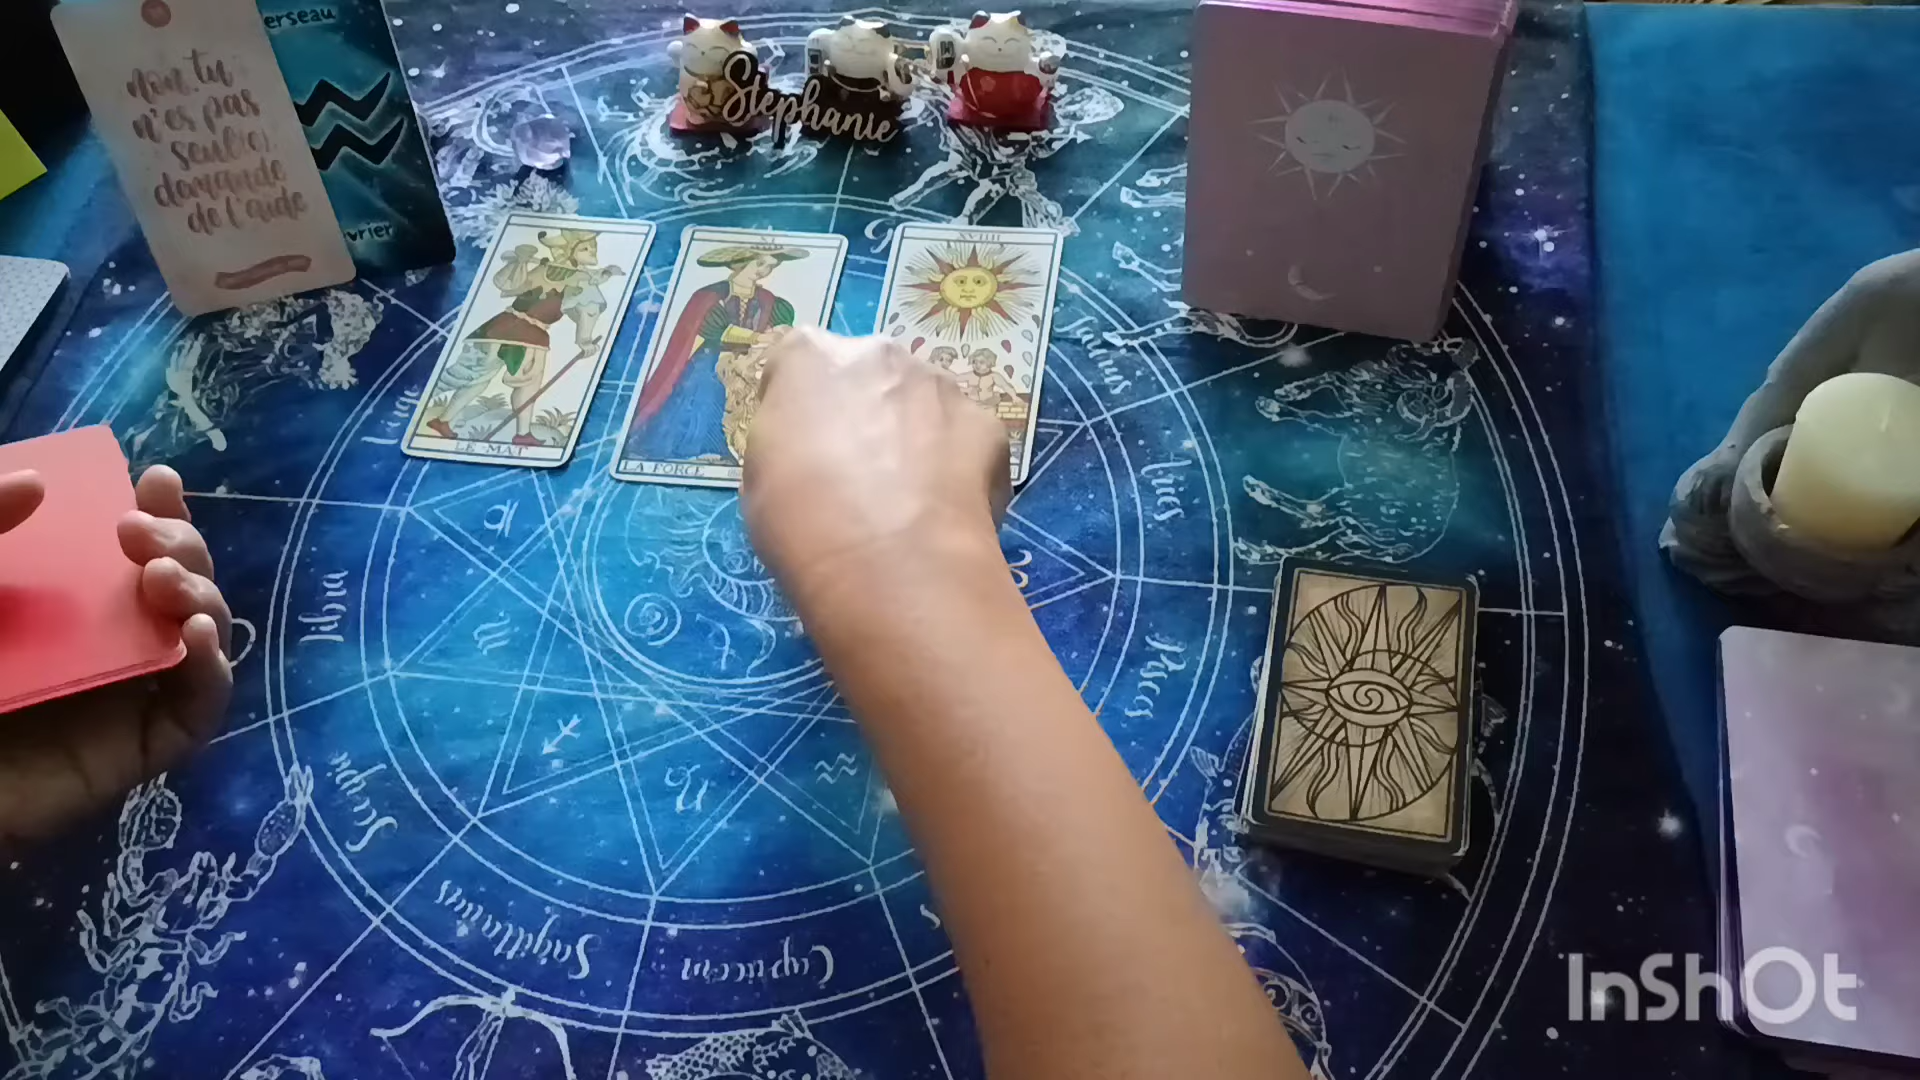 non, tu
n'es pas
seul(e),
demande
de l'aide
erseau
vrier
Stephanie
LE·MAT
XI
LA FORCE
XVIIII
Taurus
Aries
Pisces
Libra
Scorpio
Sagittarius
Capricorn
InShOt